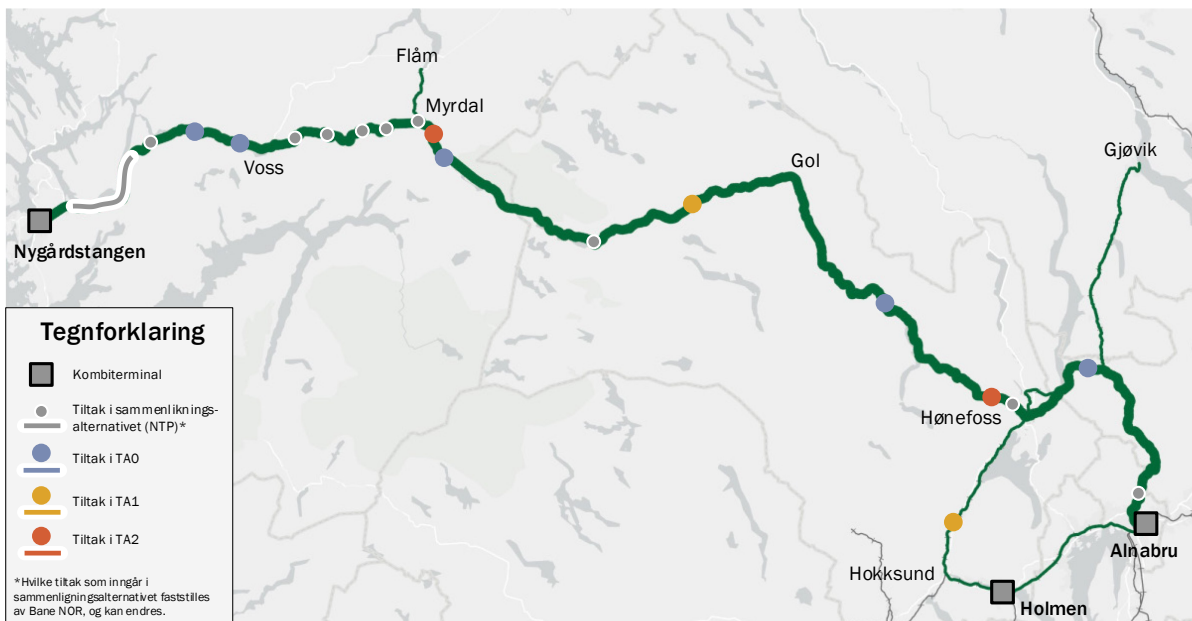 Flåm
Myrdal
Voss
Gol
Gjøvik
Nygårdstangen
Hønefoss
Alnabru
Hokksund
Holmen
Tegnforklaring
Kombiterminal
Tiltak i sammenliknings-
alternativet (NTP)*
Tiltak i TA0
Tiltak i TA1
Tiltak i TA2
*Hvilke tiltak som inngår i
sammenligningsalternativet faststilles
av Bane NOR, og kan endres.